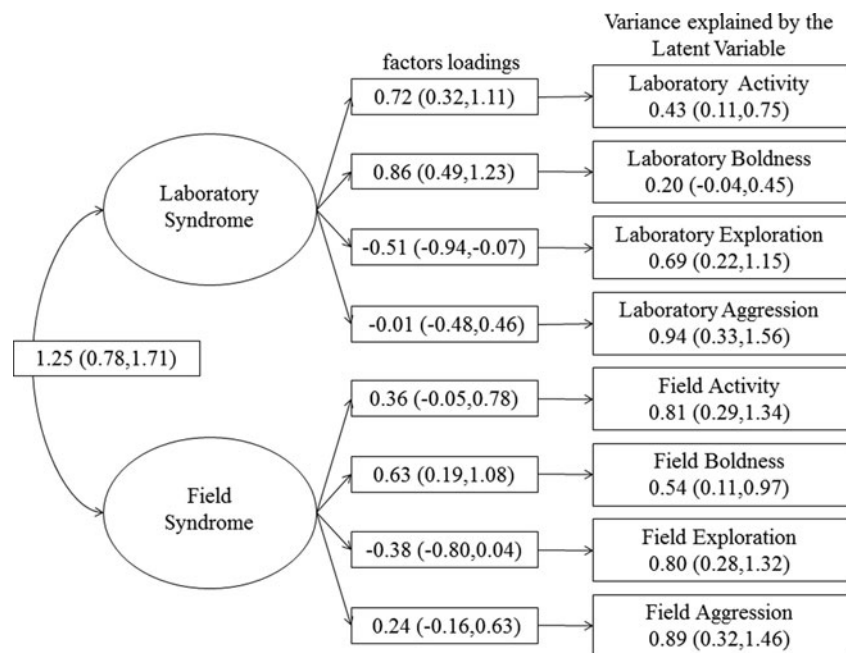 Variance explained by the
Latent Variable
factors loadings
0.72 (0.32,1.11)
Laboratory Activity
0.43 (0.11,0.75)
0.86 (0.49,1.23)
Laboratory Boldness
0.20 (-0.04,0.45)
Laboratory
Syndrome
-0.51 (-0.94,-0.07)
Laboratory Exploration
0.69 (0.22,1.15)
-0.01 (-0.48,0.46)
Laboratory Aggression
0.94 (0.33,1.56)
1.25 (0.78,1.71)
0.36 (-0.05,0.78)
Field Activity
0.81 (0.29,1.34)
0.63 (0.19,1.08)
Field Boldness
0.54 (0.11,0.97)
Field
Syndrome
-0.38 (-0.80,0.04)
Field Exploration
0.80 (0.28,1.32)
0.24 (-0.16,0.63)
Field Aggression
0.89 (0.32,1.46)